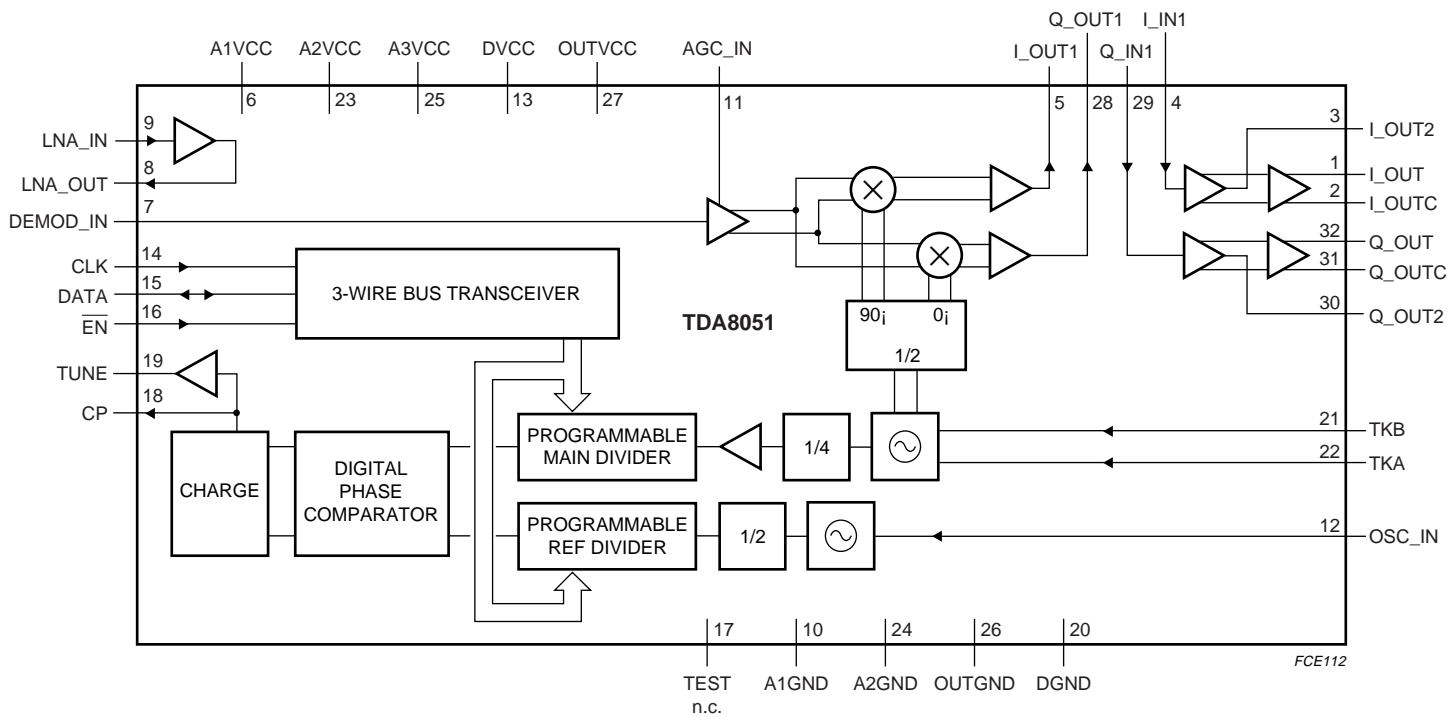 Q_OUT1 I_IN1
A1VCC A2VCC A3VCC DVCC OUTVCC AGC_IN I_OUT1 Q_IN1
6 23 25 13 27 11 5 28 29 4
9
LNA_IN
8
LNA_OUT
7
DEMOD_IN
3
I_OUT2
1
I_OUT
2
I_OUTC
32
Q_OUT
31
Q_OUTC
30
Q_OUT2
14
CLK
15
DATA
16
EN
3-WIRE BUS TRANSCEIVER
TDA8051
90¡ 0¡
1/2
19
TUNE
18
CP
CHARGE
DIGITAL
PHASE
COMPARATOR
PROGRAMMABLE
MAIN DIVIDER
1/4
21
TKB
22
TKA
PROGRAMMABLE
REF DIVIDER
1/2
12
OSC_IN
17 10 24 26 20
FCE112
TEST A1GND A2GND OUTGND DGND
n.c.